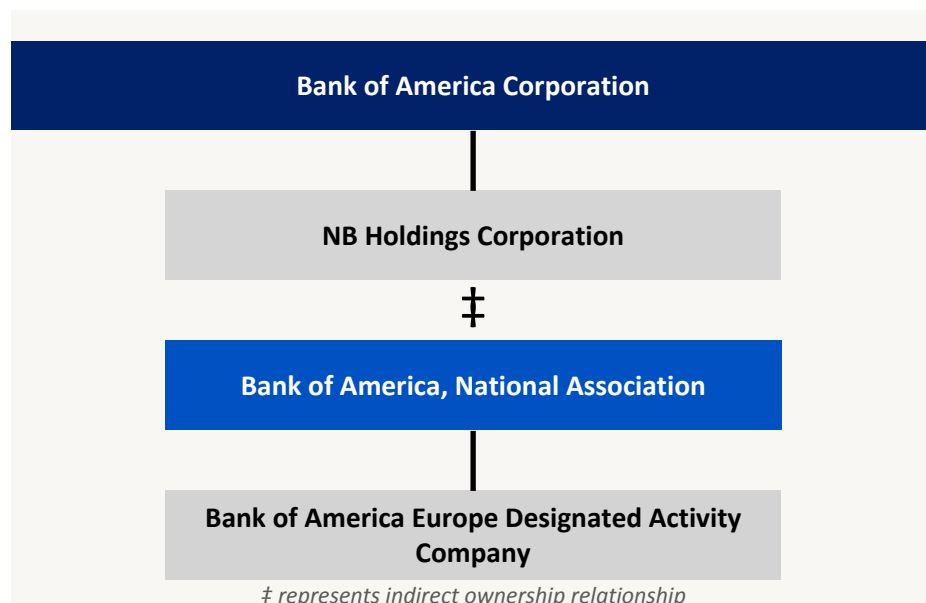 Bank of America Corporation
NB Holdings Corporation
‡
Bank of America, National Association
Bank of America Europe Designated Activity
Company
‡ represents indirect ownership relationship